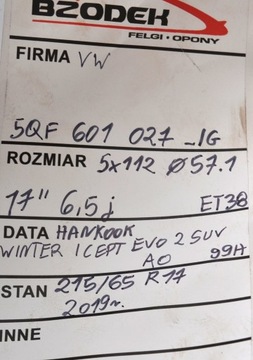 BZODEK
FELGI • OPONY
FIRMA VW
5QF 601 027 _IG
ROZMIAR 5x112 Ø57.1
17" 6,5j ET38
DATA HANKOOK
WINTER ICEPT EVO 2 SUV
AO 99H
STAN 215/65 R17
2019r.
INNE